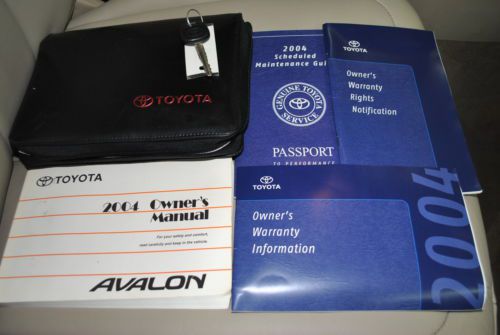 TOYOTA
2004
Scheduled
Maintenance Gui
GENUINE TOYOTA
SERVICE
PASSPORT
TO PERFORMANCE
TOYOTA
Owner's
Warranty
Rights
Notification
TOYOTA
2004 Owner's
Manual
For your safety and comfort,
read carefully and keep in the vehicle.
AVALON
TOYOTA
Owner's
Warranty
Information
2004